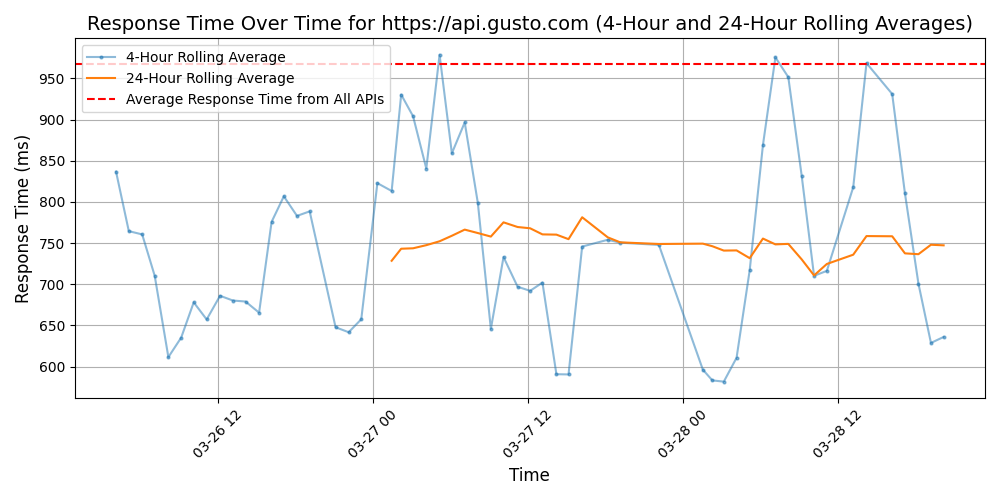 Response Time Over Time for https://api.gusto.com (4-Hour and 24-Hour Rolling Averages)
4-Hour Rolling Average
24-Hour Rolling Average
Average Response Time from All APIs
Response Time (ms)
950
900
850
800
750
700
650
600
03-26 12
03-27 00
03-27 12
03-28 00
03-28 12
Time